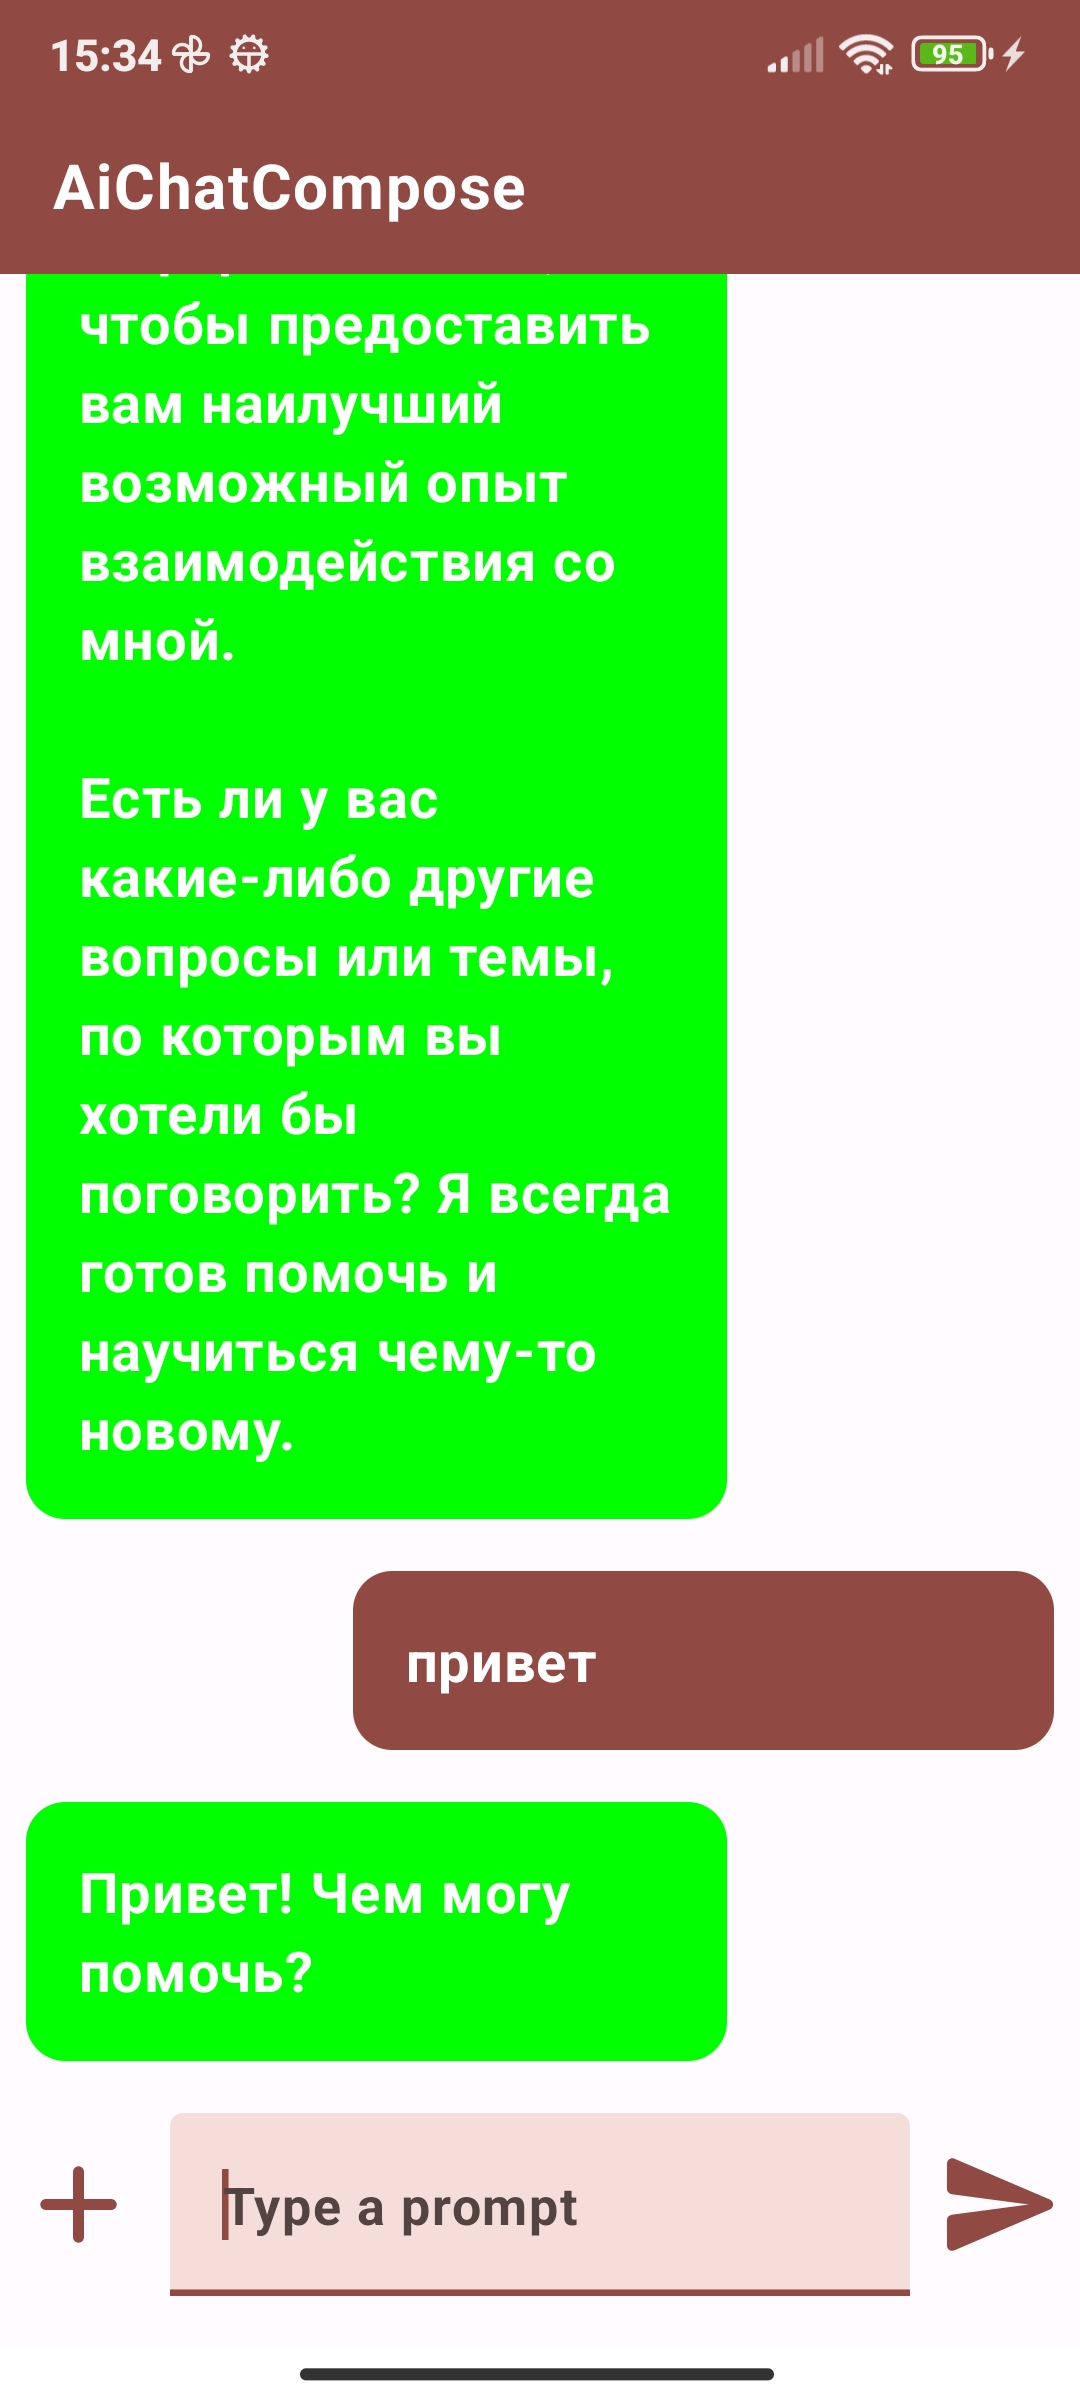 15:34
95
AiChatCompose
чтобы предоставить
вам наилучший
возможный опыт
взаимодействия со
мной.
Есть ли у вас
какие-либо другие
вопросы или темы,
по которым вы
хотели бы
поговорить? Я всегда
готов помочь и
научиться чему-то
новому.
привет
Привет! Чем могу
помочь?
Type a prompt